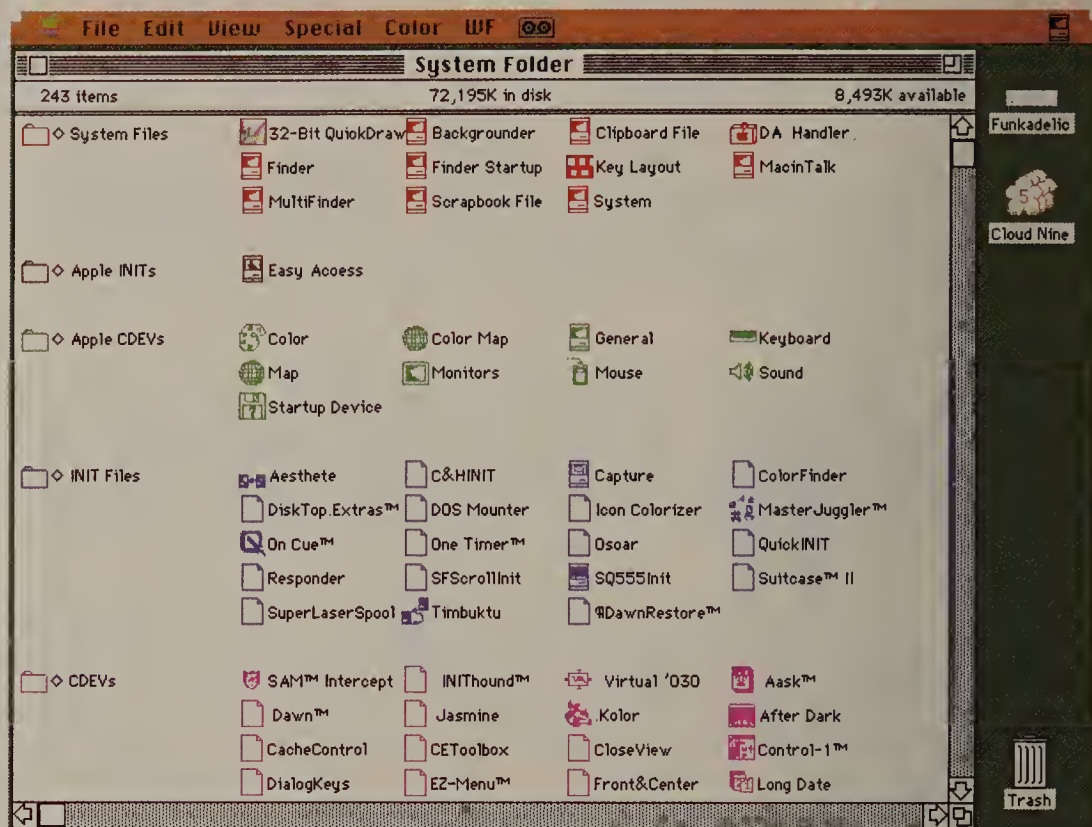 File Edit View Special Color WF
System Folder
243 items 72,195K in disk 8,493K available
◇ System Files 32-Bit QuickDraw Backgrounder Clipboard File DA Handler
Finder Finder Startup Key Layout MacinTalk
MultiFinder Scrapbook File System
◇ Apple INITs Easy Access
◇ Apple CDEVs Color Color Map General Keyboard
Map Monitors Mouse Sound
Startup Device
◇ INIT Files Aesthete C&HINIT Capture ColorFinder
DiskTop.Extras™ DOS Mounter Icon Colorizer MasterJuggler™
On Cue™ One Timer™ Oscar QuickINIT
Responder SFScrollInit SQ555Init Suitcase™ II
SuperLaserSpool Timbuktu ¶DawnRestore™
◇ CDEVs SAM™ Intercept INIThound™ Virtual '030 Aask™
Dawn™ Jasmine Kolor After Dark
CacheControl CEToolbox CloseView Control-1™
DialogKeys EZ-Menu™ Front&Center Long Date
Funkadelic
5
Cloud Nine
Trash